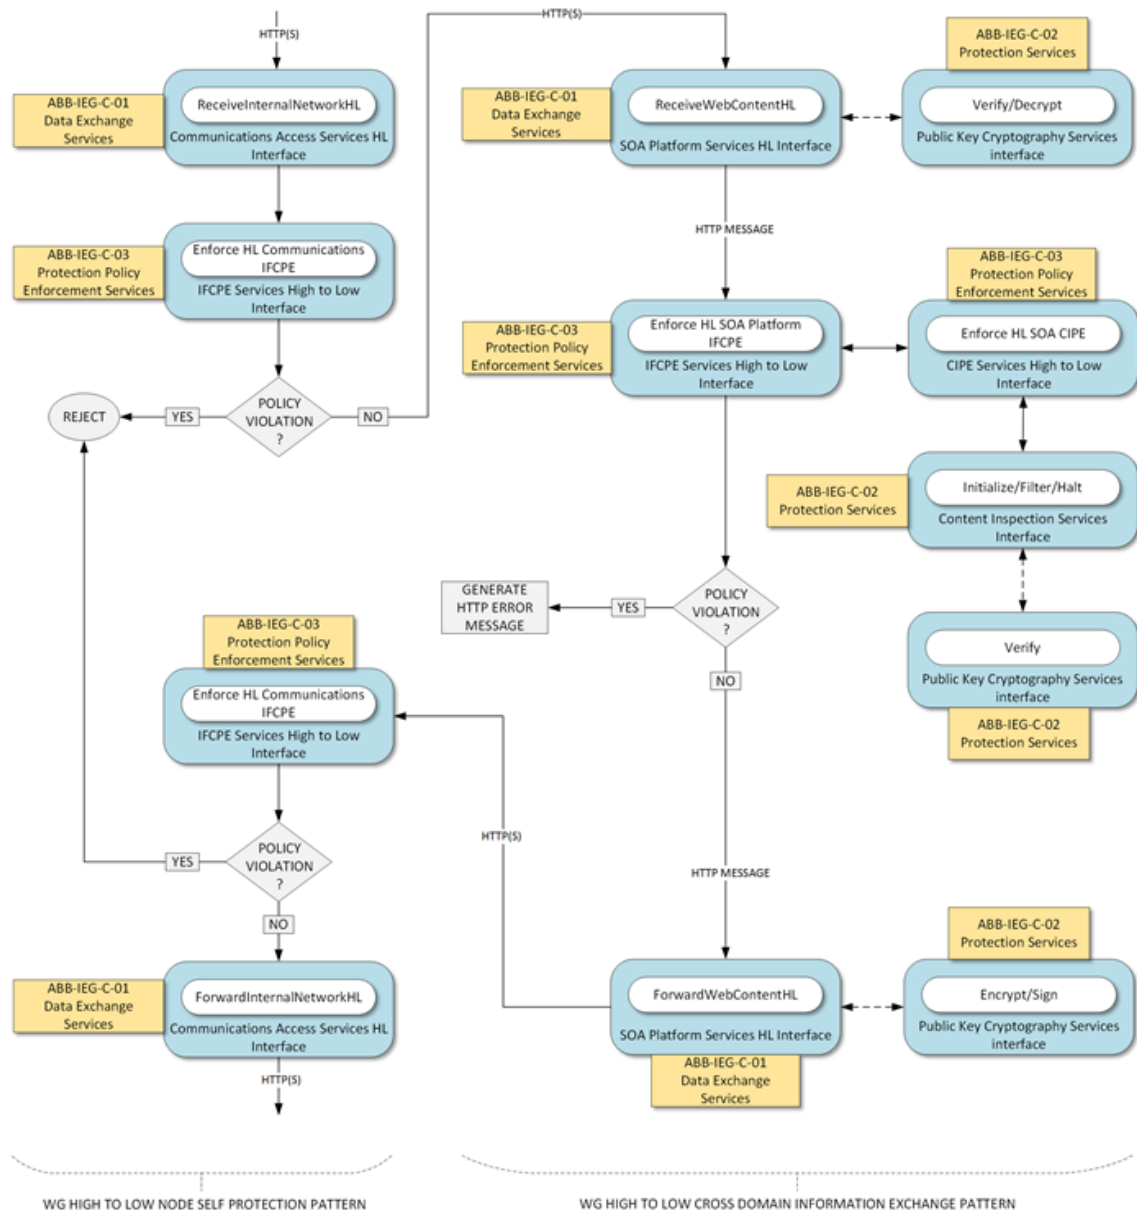 HTTP(S)
ABB-IEG-C-01
Data Exchange
Services
ReceiveInternalNetworkHL
Communications Access Services HL
Interface
ABB-IEG-C-03
Protection Policy
Enforcement Services
Enforce HL Communications
IFCPE
IFCPE Services High to Low
Interface
REJECT
YES
POLICY
VIOLATION
?
NO
HTTP(S)
ABB-IEG-C-01
Data Exchange
Services
ReceiveWebContentHL
SOA Platform Services HL Interface
ABB-IEG-C-02
Protection Services
Verify/Decrypt
Public Key Cryptography Services
interface
HTTP MESSAGE
ABB-IEG-C-03
Protection Policy
Enforcement Services
Enforce HL SOA Platform
IFCPE
IFCPE Services High to Low
Interface
ABB-IEG-C-03
Protection Policy
Enforcement Services
Enforce HL SOA CIPE
CIPE Services High to Low
Interface
ABB-IEG-C-02
Protection Services
Initialize/Filter/Halt
Content Inspection Services
Interface
GENERATE
HTTP ERROR
MESSAGE
YES
POLICY
VIOLATION
?
NO
Verify
Public Key Cryptography Services
interface
ABB-IEG-C-02
Protection Services
HTTP MESSAGE
ForwardWebContentHL
SOA Platform Services HL Interface
ABB-IEG-C-01
Data Exchange
Services
ABB-IEG-C-02
Protection Services
Encrypt/Sign
Public Key Cryptography Services
interface
HTTP(S)
ABB-IEG-C-03
Protection Policy
Enforcement Services
Enforce HL Communications
IFCPE
IFCPE Services High to Low
Interface
YES
POLICY
VIOLATION
?
NO
ABB-IEG-C-01
Data Exchange
Services
ForwardInternalNetworkHL
Communications Access Services HL
Interface
HTTP(S)
WG HIGH TO LOW NODE SELF PROTECTION PATTERN
WG HIGH TO LOW CROSS DOMAIN INFORMATION EXCHANGE PATTERN